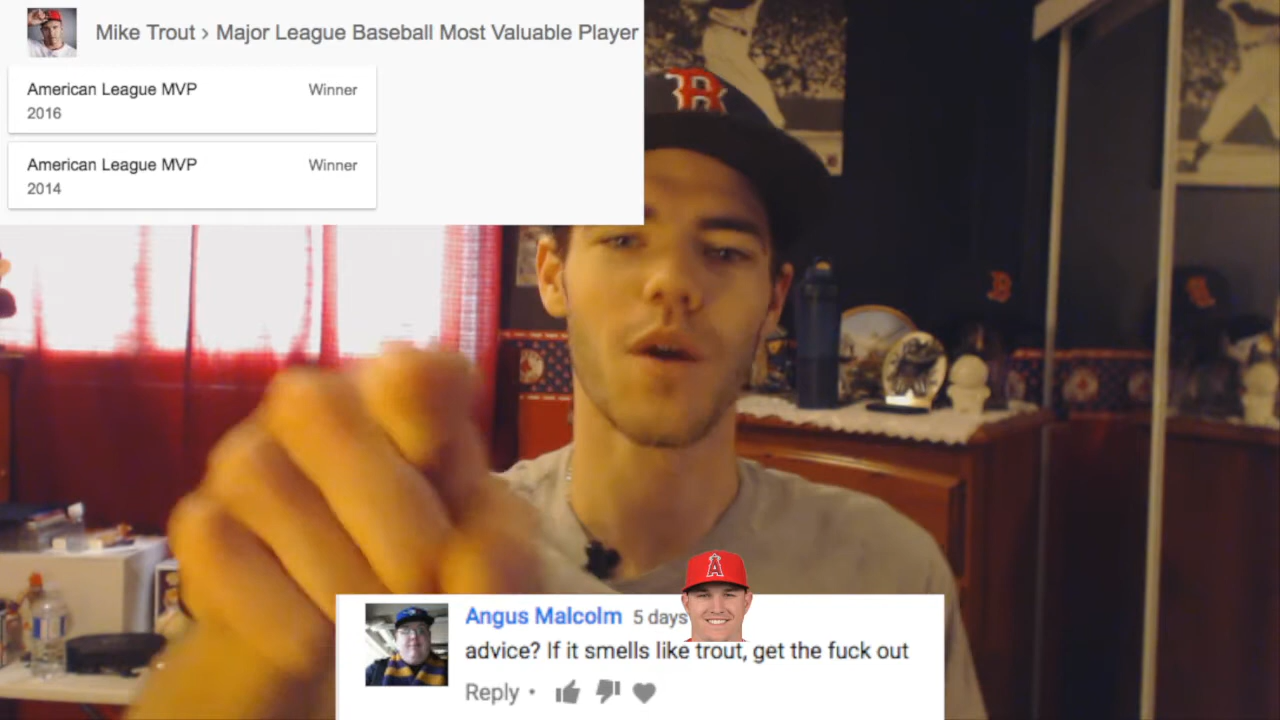 Mike Trout › Major League Baseball Most Valuable Player
American League MVP Winner
2016
American League MVP Winner
2014
B
B
A
Angus Malcolm 5 days
advice? If it smells like trout, get the fuck out
Reply •